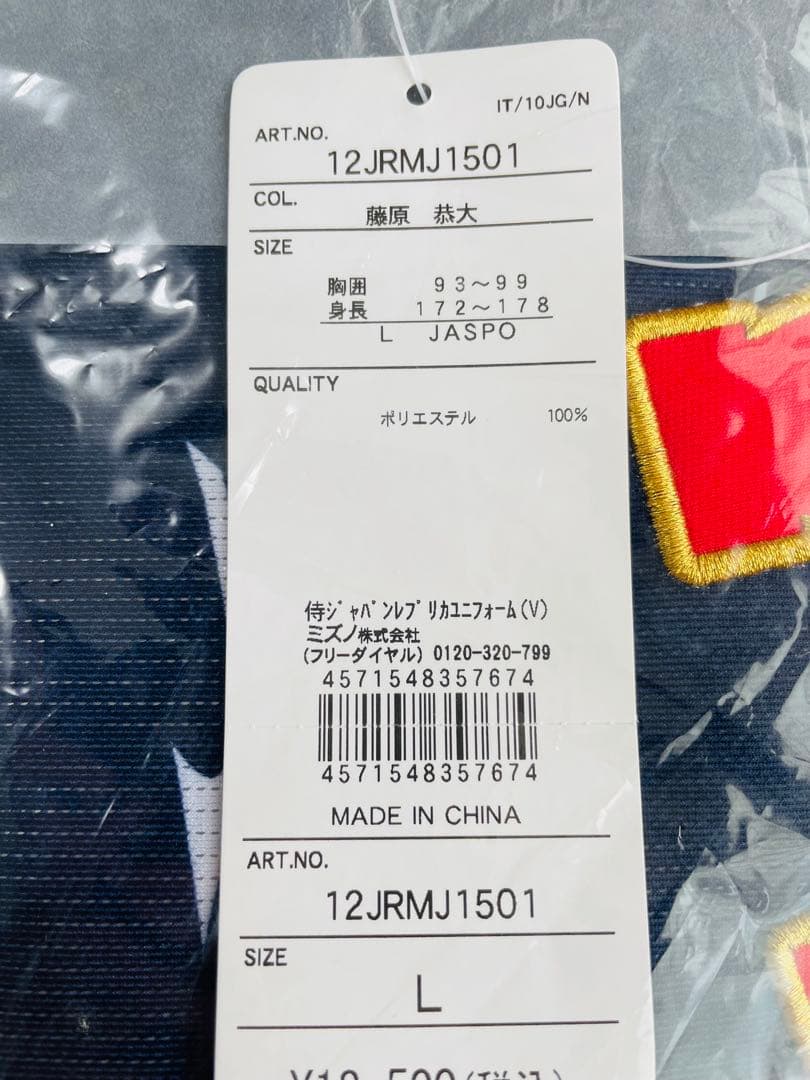 IT/10JG/N
ART.NO.
12JRMJ1501
COL.
藤原 恭大
SIZE
胸囲 93~99
身長 172~178
L JASPO
QUALITY
ポリエステル 100%
侍ｼﾞｬﾊﾟﾝﾚﾌﾟﾘｶﾕﾆﾌｫｰﾑ(V)
ミズノ株式会社
(フリーダイヤル) 0120-320-799
4571548357674
4571548357674
MADE IN CHINA
ART.NO.
12JRMJ1501
SIZE
L